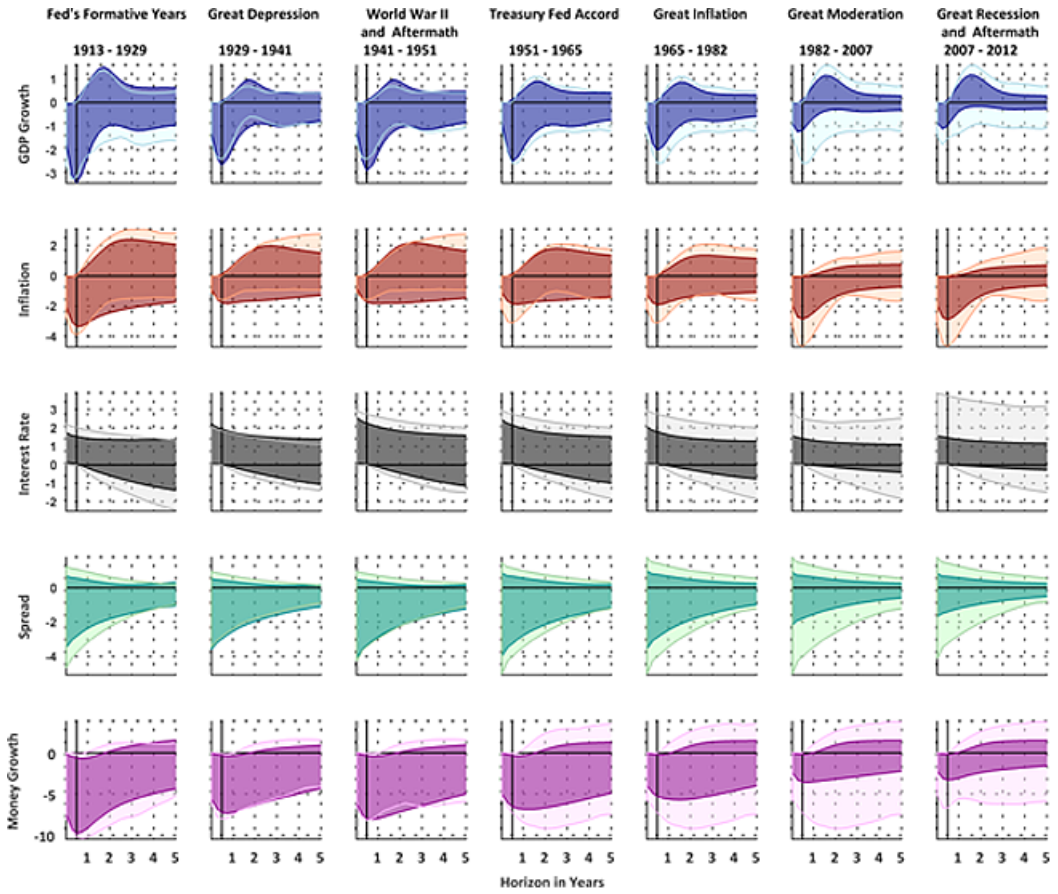 Fed's Formative Years Great Depression World War II Treasury Fed Accord Great Inflation Great Moderation Great Recession
and Aftermath and Aftermath
1913 - 1929 1929 - 1941 1941 - 1951 1951 - 1965 1965 - 1982 1982 - 2007 2007 - 2012
GDP Growth
1
0
-1
-2
-3
Inflation
2
0
-2
-4
Interest Rate
3
2
1
0
-1
-2
Spread
0
-2
-4
Money Growth
0
-5
-10
1 2 3 4 5 1 2 3 4 5 1 2 3 4 5 1 2 3 4 5 1 2 3 4 5 1 2 3 4 5 1 2 3 4 5
Horizon in Years